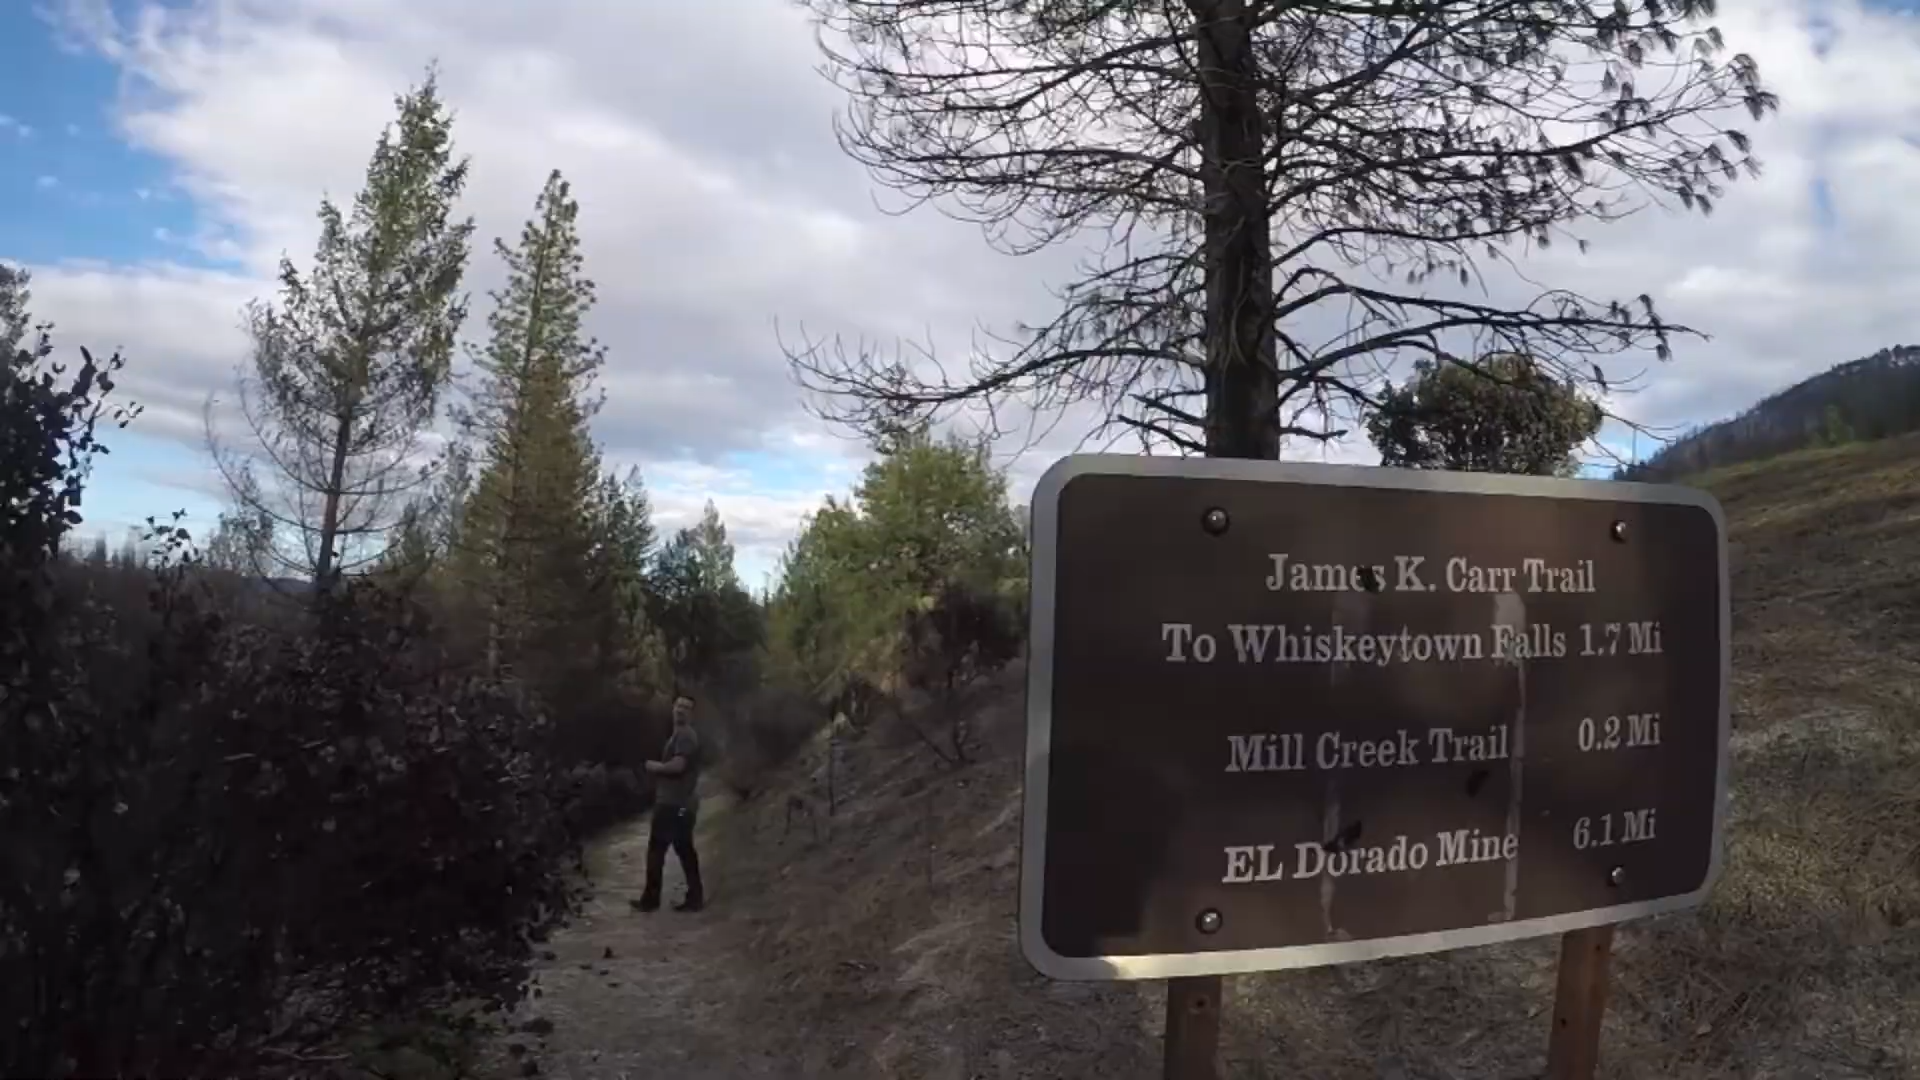 James K. Carr Trail
To Whiskeytown Falls 1.7 Mi
Mill Creek Trail 0.2 Mi
EL Dorado Mine 6.1 Mi